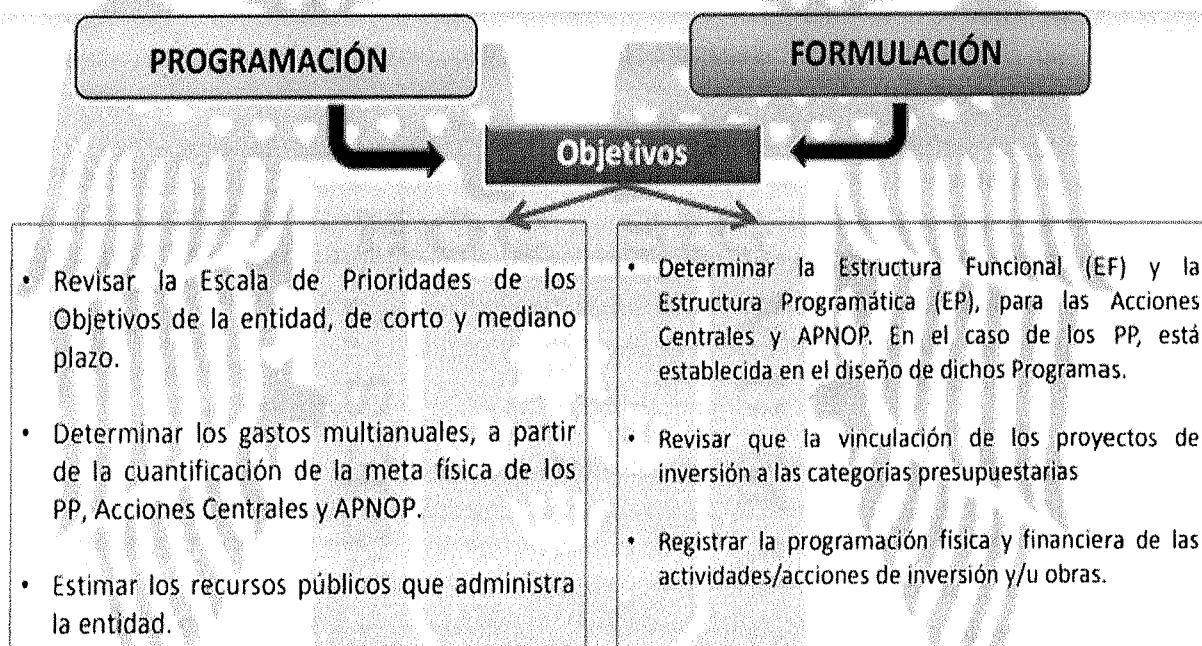 PROGRAMACIÓN
FORMULACIÓN
Objetivos
• Revisar la Escala de Prioridades de los
Objetivos de la entidad, de corto y mediano
plazo.
• Determinar los gastos multianuales, a partir
de la cuantificación de la meta física de los
PP, Acciones Centrales y APNOP.
• Estimar los recursos públicos que administra
la entidad.
• Determinar la Estructura Funcional (EF) y la
Estructura Programática (EP), para las Acciones
Centrales y APNOP. En el caso de los PP, está
establecida en el diseño de dichos Programas.
• Revisar que la vinculación de los proyectos de
inversión a las categorías presupuestarias
• Registrar la programación física y financiera de las
actividades/acciones de inversión y/u obras.